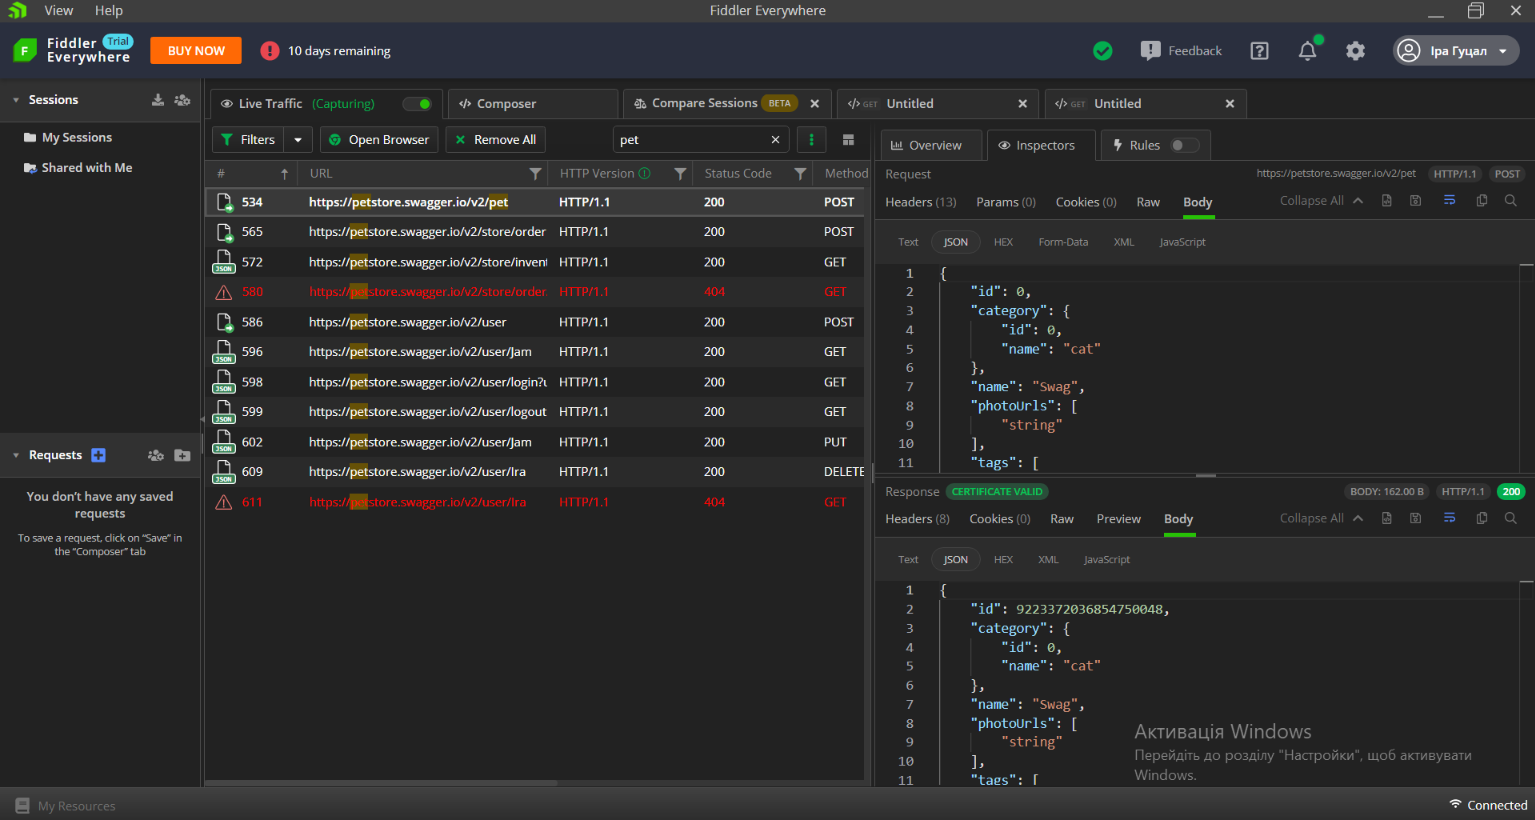 View Help
Fiddler Everywhere
Fiddler Everywhere Trial
BUY NOW
10 days remaining
Feedback
Іра Гуцал
Sessions
My Sessions
Shared with Me
Requests
You don't have any saved
requests
To save a request, click on "Save" in
the "Composer" tab
Live Traffic (Capturing)
</> Composer
Compare Sessions BETA
</> GET Untitled
</> GET Untitled
Filters
Open Browser
Remove All
pet
# URL HTTP Version Status Code Method
534 https://petstore.swagger.io/v2/pet HTTP/1.1 200 POST
565 https://petstore.swagger.io/v2/store/order HTTP/1.1 200 POST
JSON 572 https://petstore.swagger.io/v2/store/invent HTTP/1.1 200 GET
580 https://petstore.swagger.io/v2/store/order HTTP/1.1 404 GET
586 https://petstore.swagger.io/v2/user HTTP/1.1 200 POST
JSON 596 https://petstore.swagger.io/v2/user/Jam HTTP/1.1 200 GET
JSON 598 https://petstore.swagger.io/v2/user/login? HTTP/1.1 200 GET
JSON 599 https://petstore.swagger.io/v2/user/logout HTTP/1.1 200 GET
JSON 602 https://petstore.swagger.io/v2/user/Jam HTTP/1.1 200 PUT
JSON 609 https://petstore.swagger.io/v2/user/Ira HTTP/1.1 200 DELETE
611 https://petstore.swagger.io/v2/user/Ira HTTP/1.1 404 GET
Overview
Inspectors
Rules
Request https://petstore.swagger.io/v2/pet HTTP/1.1 POST
Headers (13) Params (0) Cookies (0) Raw Body Collapse All
Text JSON HEX Form-Data XML JavaScript
1 {
2 "id": 0,
3 "category": {
4 "id": 0,
5 "name": "cat"
6 },
7 "name": "Swag",
8 "photoUrls": [
9 "string"
10 ],
11 "tags": [
Response CERTIFICATE VALID BODY: 162.00 B HTTP/1.1 200
Headers (8) Cookies (0) Raw Preview Body Collapse All
Text JSON HEX XML JavaScript
1 {
2 "id": 9223372036854750048,
3 "category": {
4 "id": 0,
5 "name": "cat"
6 },
7 "name": "Swag",
8 "photoUrls": [
9 "string"
10 ],
11 "tags": [
Активація Windows
Перейдіть до розділу "Настройки", щоб активувати
Windows.
My Resources
Connected